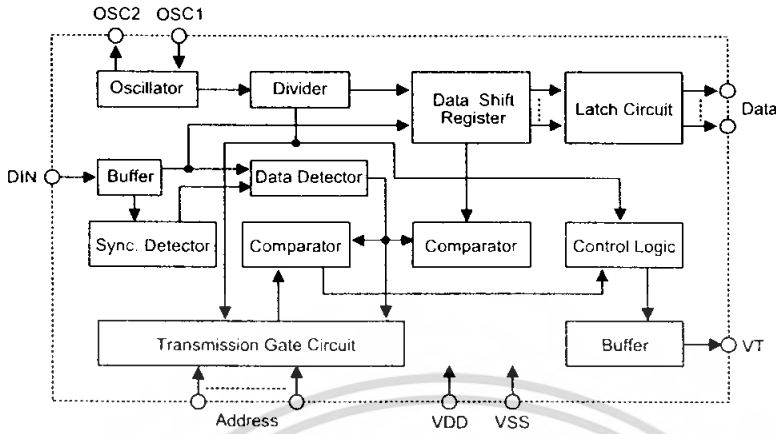 OSC2 OSC1
Oscillator
Divider
Data Shift
Register
Latch Circuit
Data
DIN
Buffer
Data Detector
Sync. Detector
Comparator
Comparator
Control Logic
Transmission Gate Circuit
Buffer
VT
Address
VDD
VSS